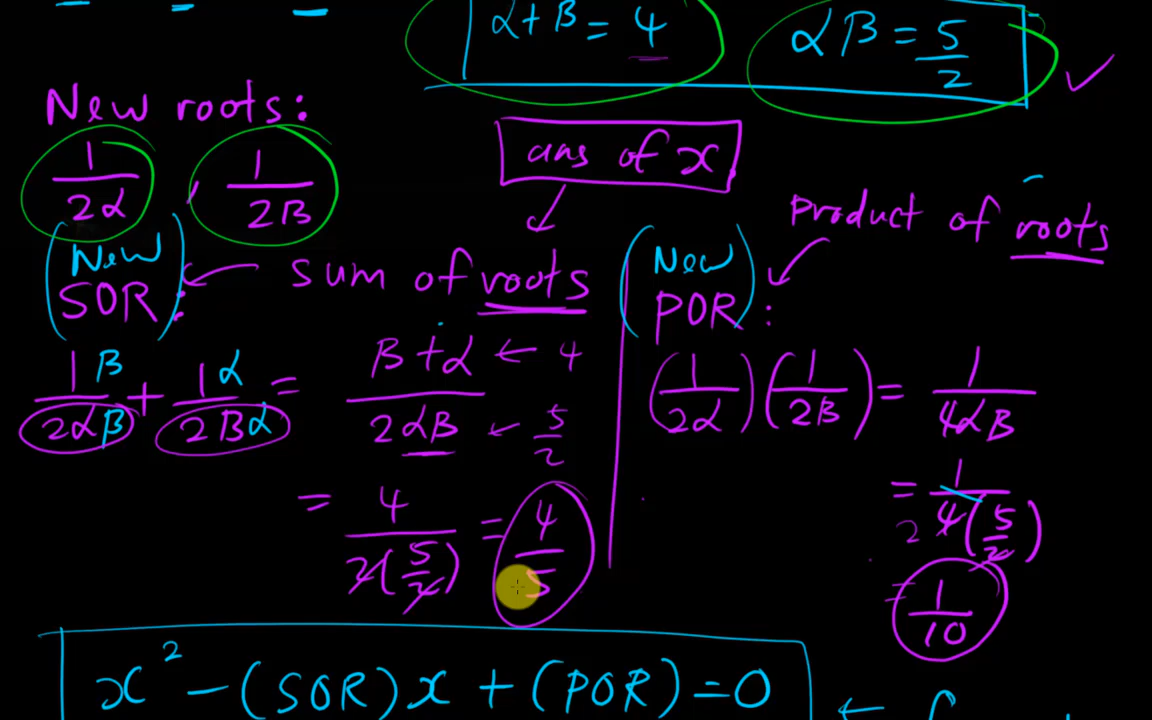 α + β = 4
αβ = 5/2
New roots:
1/2α , 1/2β
ans of x
(New SOR): ← sum of roots
1β/2αβ + 1α/2βα = β + α/2αβ ← 4
← 5/2
= 4/2(5/2) = 4/5
product of roots
(New POR):
(1/2α)(1/2β) = 1/4αβ
= 1/4(5/2)
2
= 1/10
x² − (SOR)x + (POR) = 0 ←